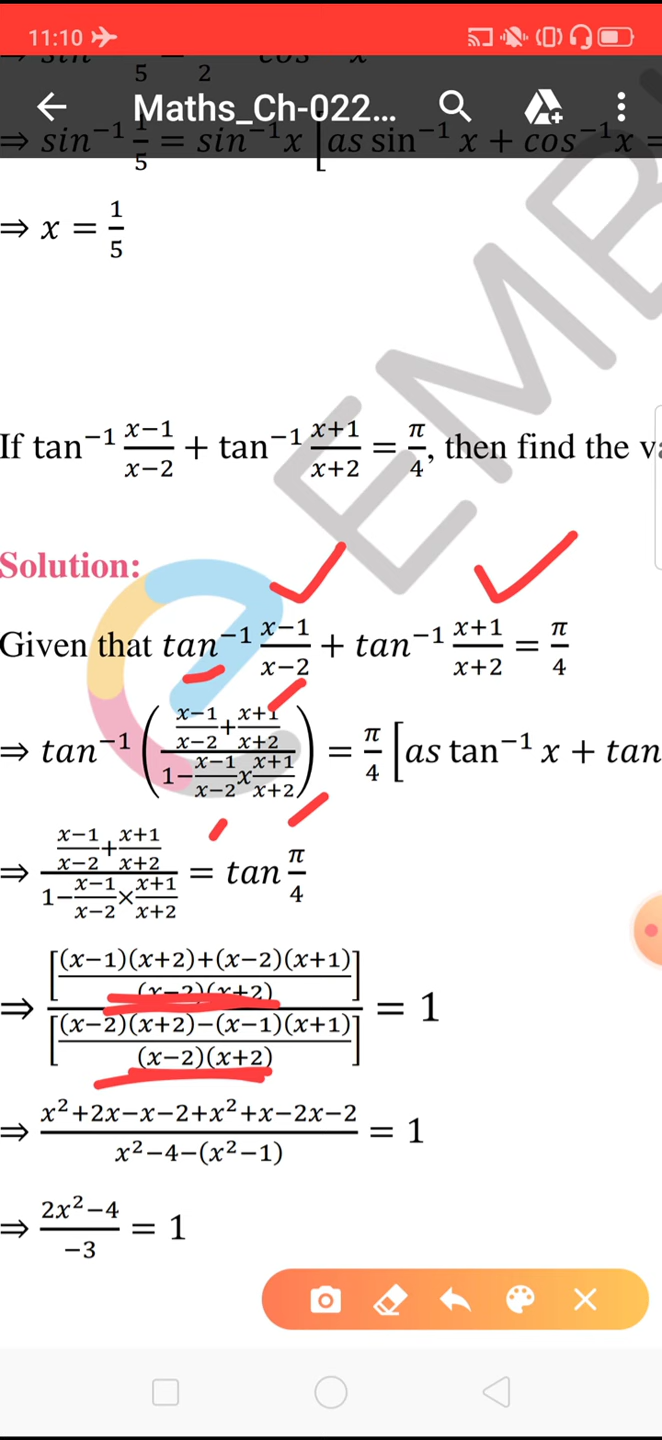 11:10
Maths_Ch-022...
⇒ sin⁻¹ 1/5 = sin⁻¹x [as sin⁻¹ x + cos⁻¹x =
⇒ x = 1/5
EMB
If tan⁻¹ (x−1)/(x−2) + tan⁻¹ (x+1)/(x+2) = π/4, then find the va
Solution:
Given that tan⁻¹ (x−1)/(x−2) + tan⁻¹ (x+1)/(x+2) = π/4
⇒ tan⁻¹ (((x−1)/(x−2)+(x+1)/(x+2))/(1−(x−1)/(x−2)x(x+1)/(x+2))) = π/4 [as tan⁻¹ x + tan
⇒ ((x−1)/(x−2)+(x+1)/(x+2))/(1−(x−1)/(x−2)×(x+1)/(x+2)) = tan π/4
⇒ [((x−1)(x+2)+(x−2)(x+1))/((x−2)(x+2))]/[((x−2)(x+2)−(x−1)(x+1))/((x−2)(x+2))] = 1
⇒ (x²+2x−x−2+x²+x−2x−2)/(x²−4−(x²−1)) = 1
⇒ (2x²−4)/−3 = 1